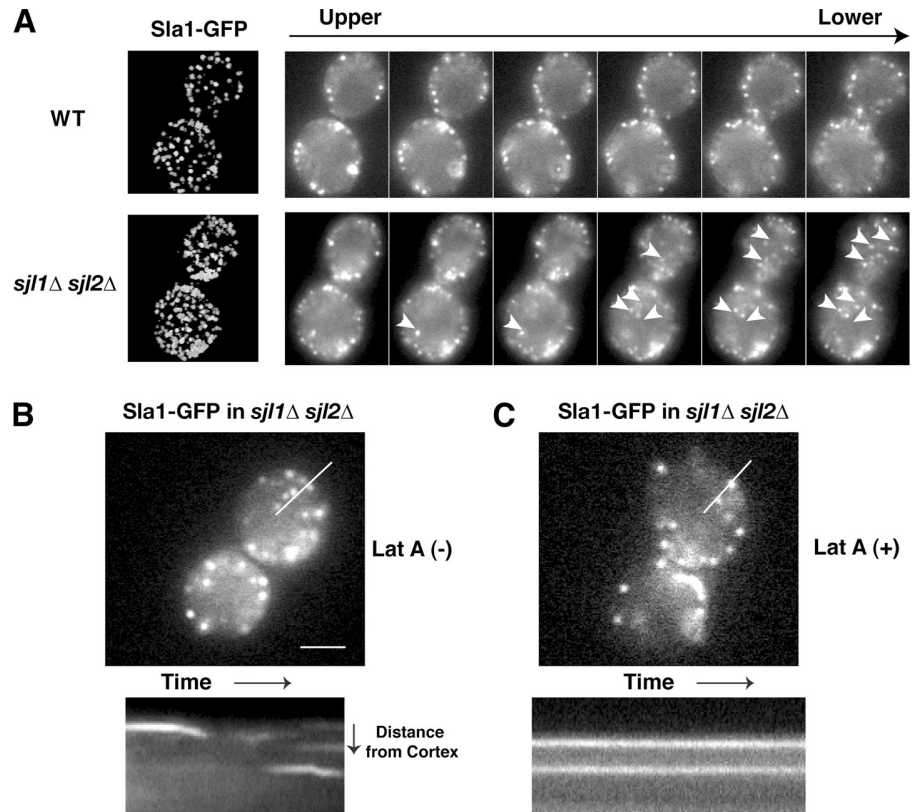 A
Sla1-GFP
Upper
Lower
WT
sjl1Δ sjl2Δ
B
Sla1-GFP in sjl1Δ sjl2Δ
Lat A (-)
Time
Distance
from Cortex
C
Sla1-GFP in sjl1Δ sjl2Δ
Lat A (+)
Time